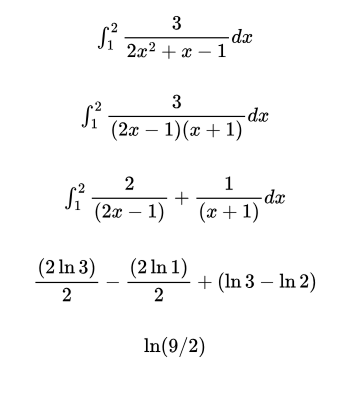 ∫₁² 3/(2x² + x − 1) dx
∫₁² 3/((2x − 1)(x + 1)) dx
∫₁² 2/(2x − 1) + 1/(x + 1) dx
(2 ln 3)/2 − (2 ln 1)/2 + (ln 3 − ln 2)
ln(9/2)